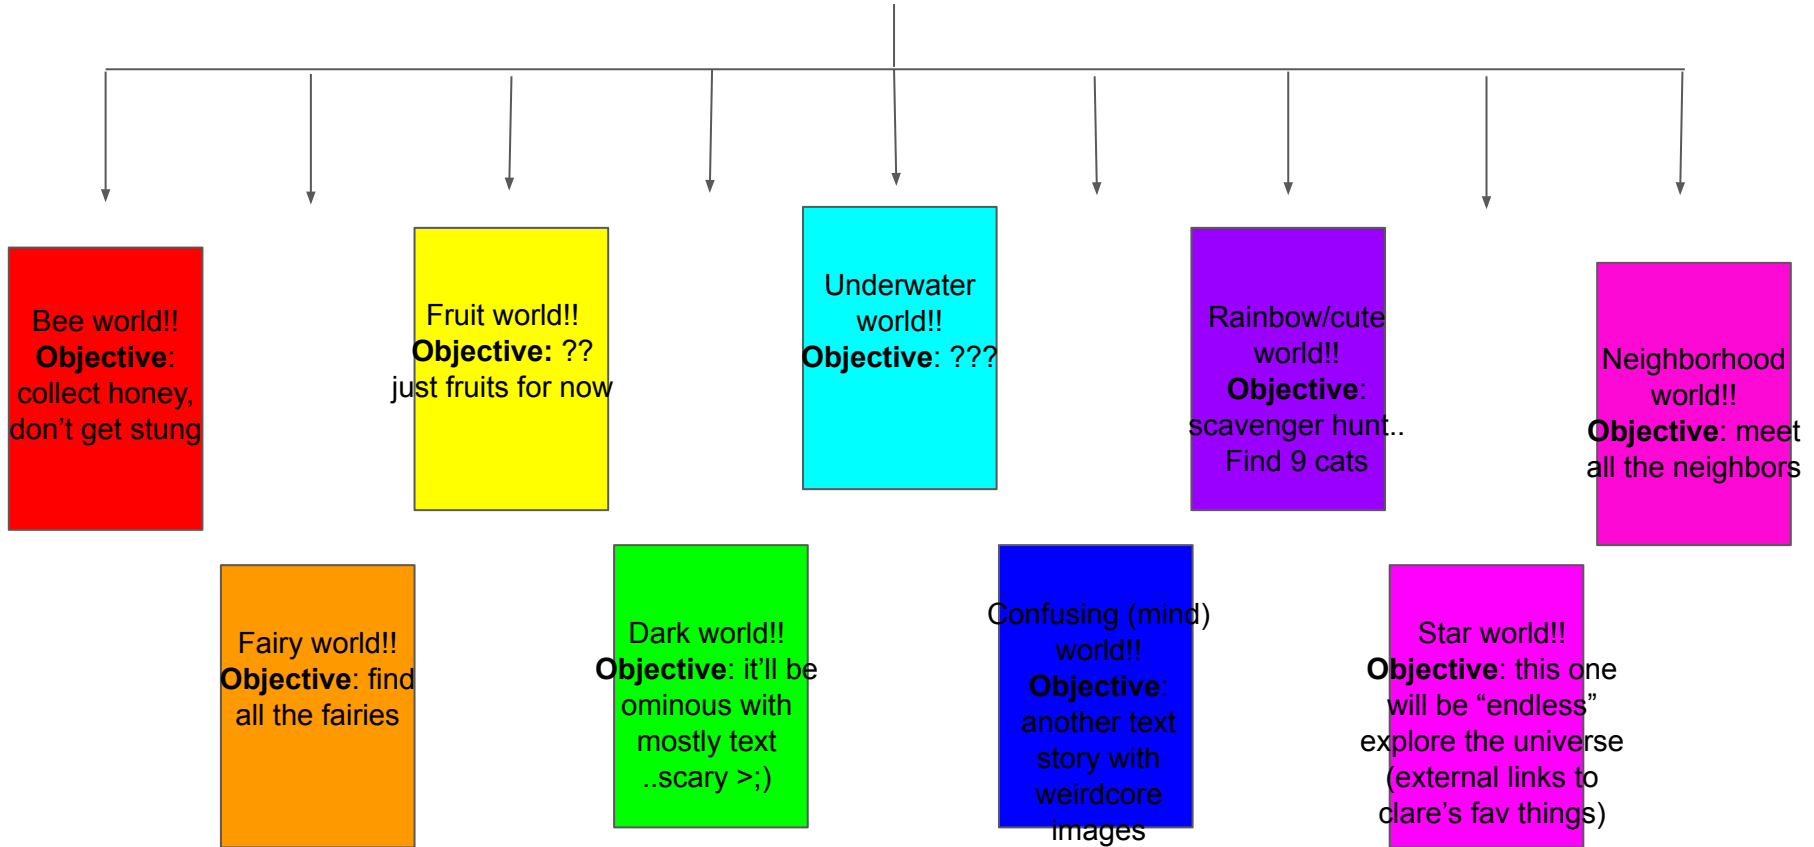 Bee world!!
Objective:
collect honey,
don’t get stung
Fairy world!!
Objective: find
all the fairies
Fruit world!!
Objective: ??
just fruits for now
Dark world!!
Objective: it’ll be
ominous with
mostly text
..scary >;)
Underwater
world!!
Objective: ???
Confusing (mind)
world!!
Objective:
another text
story with
weirdcore
images
Rainbow/cute
world!!
Objective:
scavenger hunt..
Find 9 cats
Star world!!
Objective: this one
will be “endless”
explore the universe
(external links to
clare’s fav things)
Neighborhood
world!!
Objective: meet
all the neighbors